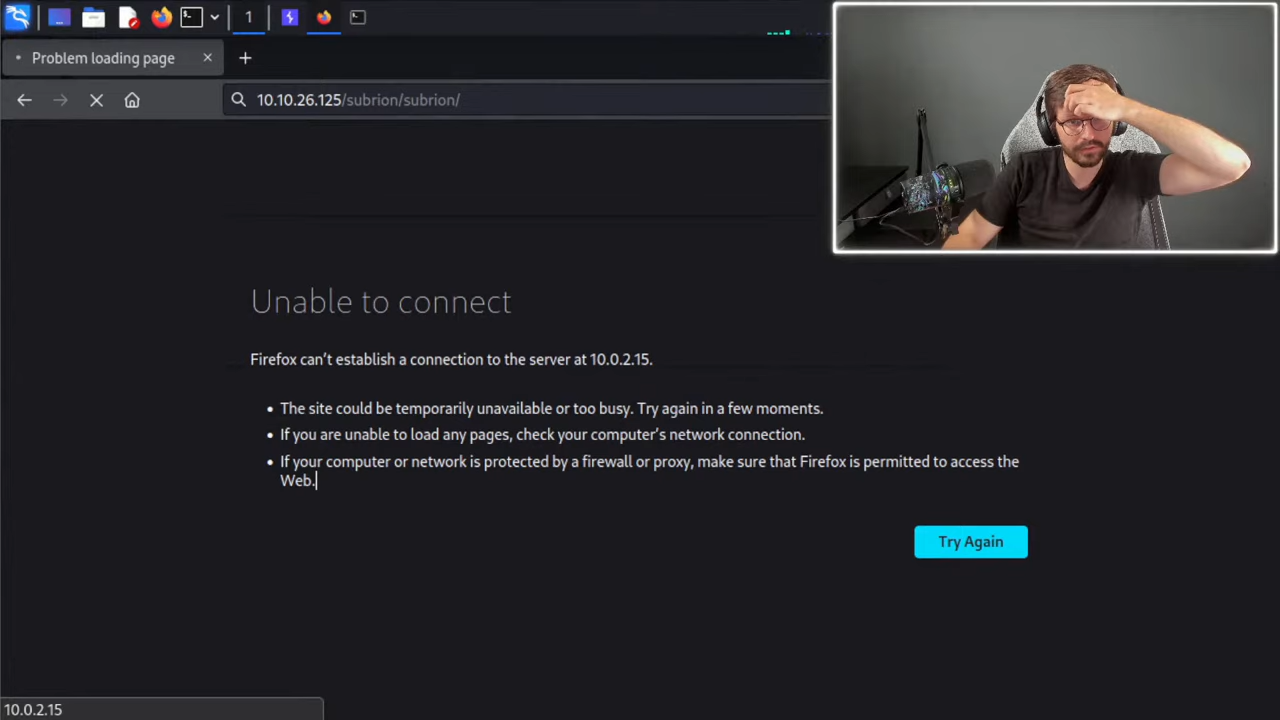 1
Problem loading page
10.10.26.125/subrion/subrion/
Unable to connect
Firefox can’t establish a connection to the server at 10.0.2.15.
The site could be temporarily unavailable or too busy. Try again in a few moments.
If you are unable to load any pages, check your computer’s network connection.
If your computer or network is protected by a firewall or proxy, make sure that Firefox is permitted to access the
Web.
Try Again
10.0.2.15